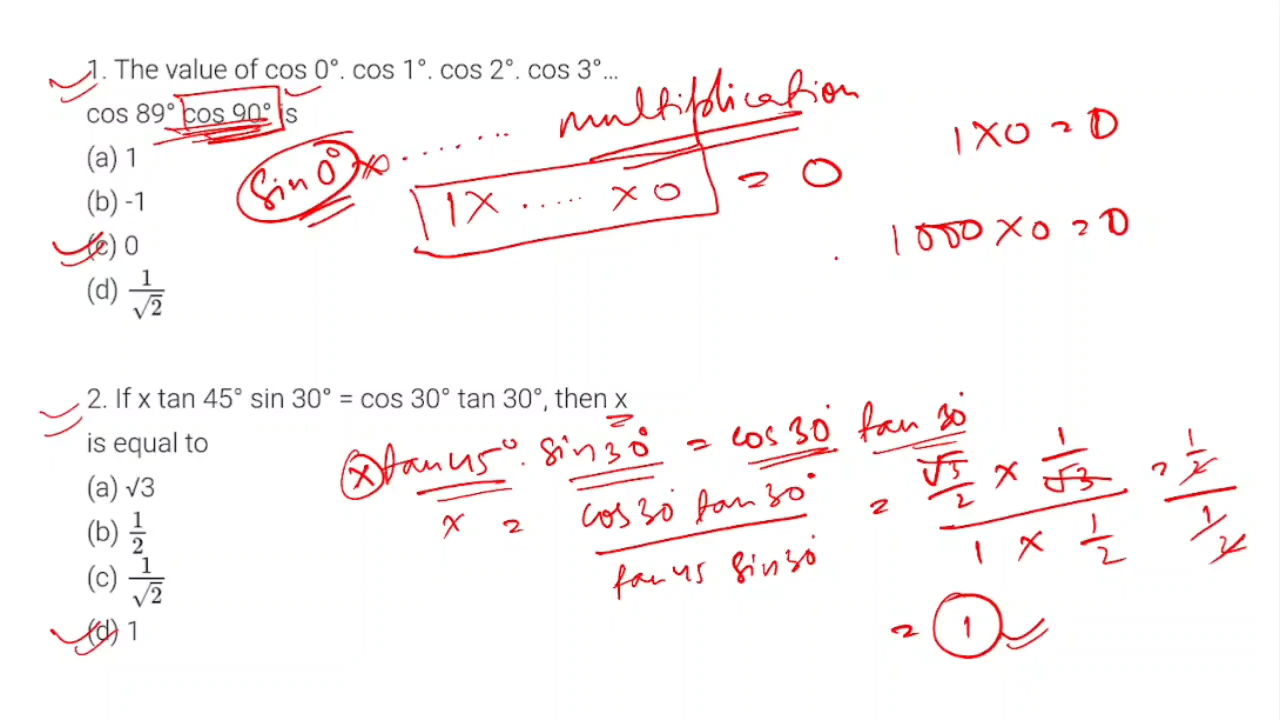 1. The value of cos 0°. cos 1°. cos 2°. cos 3°...
cos 89° cos 90° is
(a) 1
(b) -1
(c) 0
(d) 1/√2
multiplication
sin 0° × ......
1 × ..... × 0 = 0
1 × 0 = 0
1000 × 0 = 0
2. If x tan 45° sin 30° = cos 30° tan 30°, then x
is equal to
(a) √3
(b) 1/2
(c) 1/√2
(d) 1
x tan 45° . sin 30° = cos 30° tan 30°
x = cos 30° tan 30° / tan 45 sin 30° = √3/2 × 1/√3 / 1 × 1/2 = 1/2 / 1/2
= 1